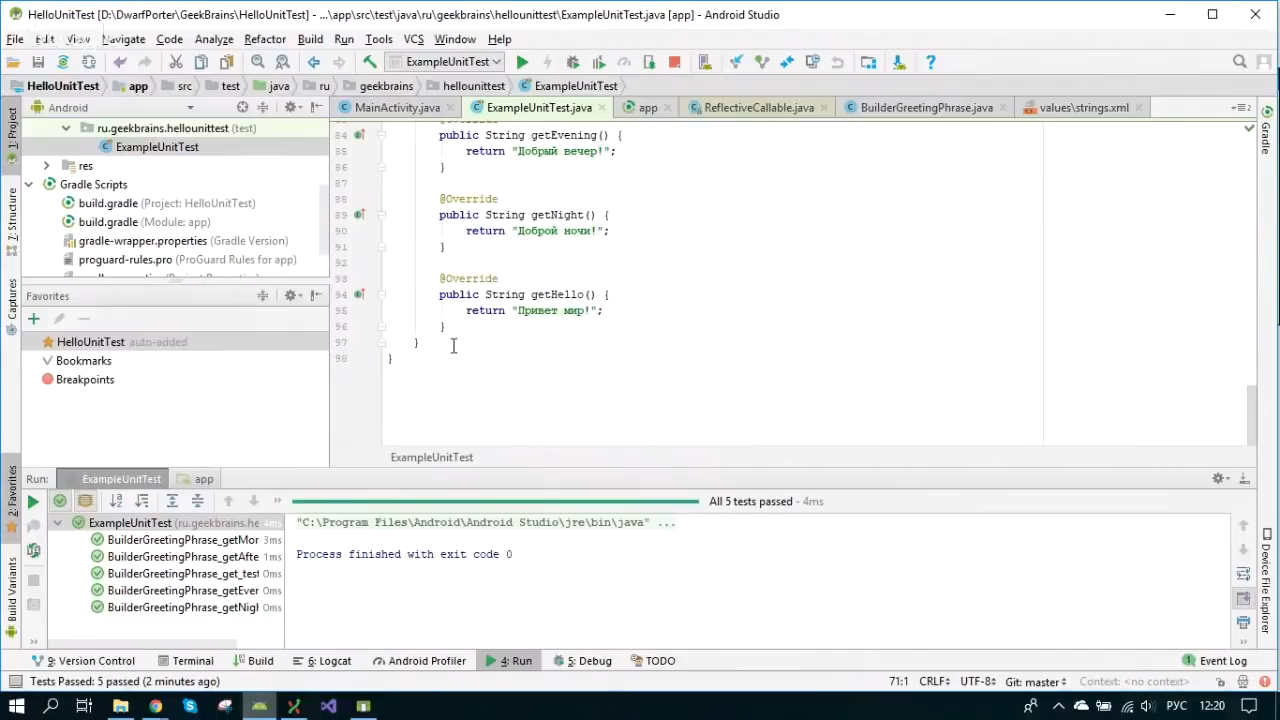 HelloUnitTest [D:\DwarfPorter\GeekBrains\HelloUnitTest] - ...\app\src\test\java\ru\geekbrains\hellounittest\ExampleUnitTest.java [app] - Android Studio
File Edit View Navigate Code Analyze Refactor Build Run Tools VCS Window Help
ExampleUnitTest
HelloUnitTest app src test java ru geekbrains hellounittest ExampleUnitTest
Android
MainActivity.java ExampleUnitTest.java app ReflectiveCallable.java BuilderGreetingPhrase.java values\strings.xml
1: Project
7: Structure
Captures
2: Favorites
Build Variants
Gradle
Device File Explorer
ru.geekbrains.hellounittest (test)
ExampleUnitTest
res
Gradle Scripts
build.gradle (Project: HelloUnitTest)
build.gradle (Module: app)
gradle-wrapper.properties (Gradle Version)
proguard-rules.pro (ProGuard Rules for app)
Favorites
HelloUnitTest auto-added
Bookmarks
Breakpoints
84 public String getEvening() {
85 return "Добрый вечер!";
86 }
87
88 @Override
89 public String getNight() {
90 return "Доброй ночи!";
91 }
92
93 @Override
94 public String getHello() {
95 return "Привет мир!";
96 }
97 }
98 }
ExampleUnitTest
Run: ExampleUnitTest app
All 5 tests passed - 4ms
ExampleUnitTest (ru.geekbrains.he 4ms
BuilderGreetingPhrase_getMor 3ms
BuilderGreetingPhrase_getAfte 1ms
BuilderGreetingPhrase_get_test 0ms
BuilderGreetingPhrase_getEver 0ms
BuilderGreetingPhrase_getNigl 0ms
"C:\Program Files\Android\Android Studio\jre\bin\java" ...
Process finished with exit code 0
9: Version Control Terminal Build 6: Logcat Android Profiler 4: Run 5: Debug TODO 1 Event Log
Tests Passed: 5 passed (2 minutes ago) 71:1 CRLF UTF-8 Git: master Context: <no context>
РУС 12:20